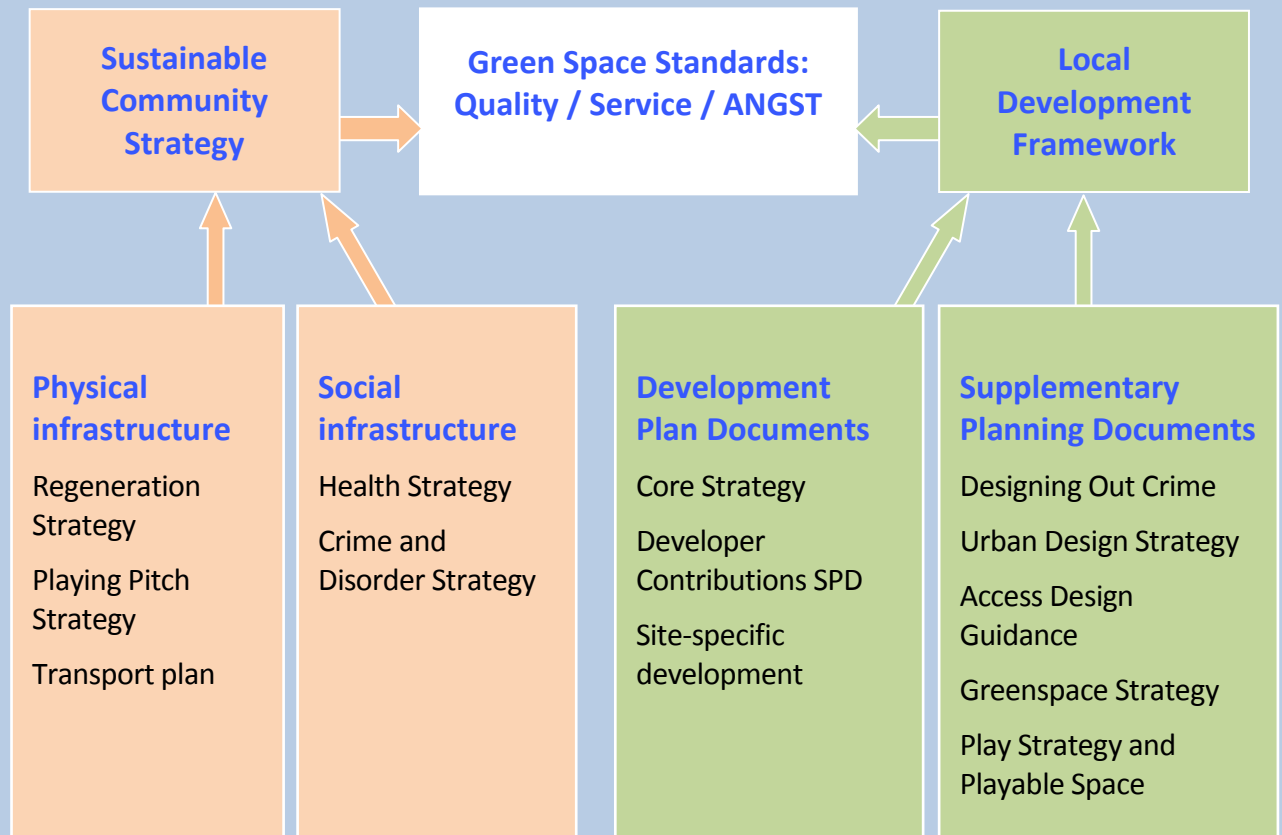 Sustainable
Community
Strategy
Green Space Standards:
Quality / Service / ANGST
Local
Development
Framework
Physical
infrastructure
Regeneration
Strategy
Playing Pitch
Strategy
Transport plan
Social
infrastructure
Health Strategy
Crime and
Disorder Strategy
Development
Plan Documents
Core Strategy
Developer
Contributions SPD
Site-specific
development
Supplementary
Planning Documents
Designing Out Crime
Urban Design Strategy
Access Design
Guidance
Greenspace Strategy
Play Strategy and
Playable Space